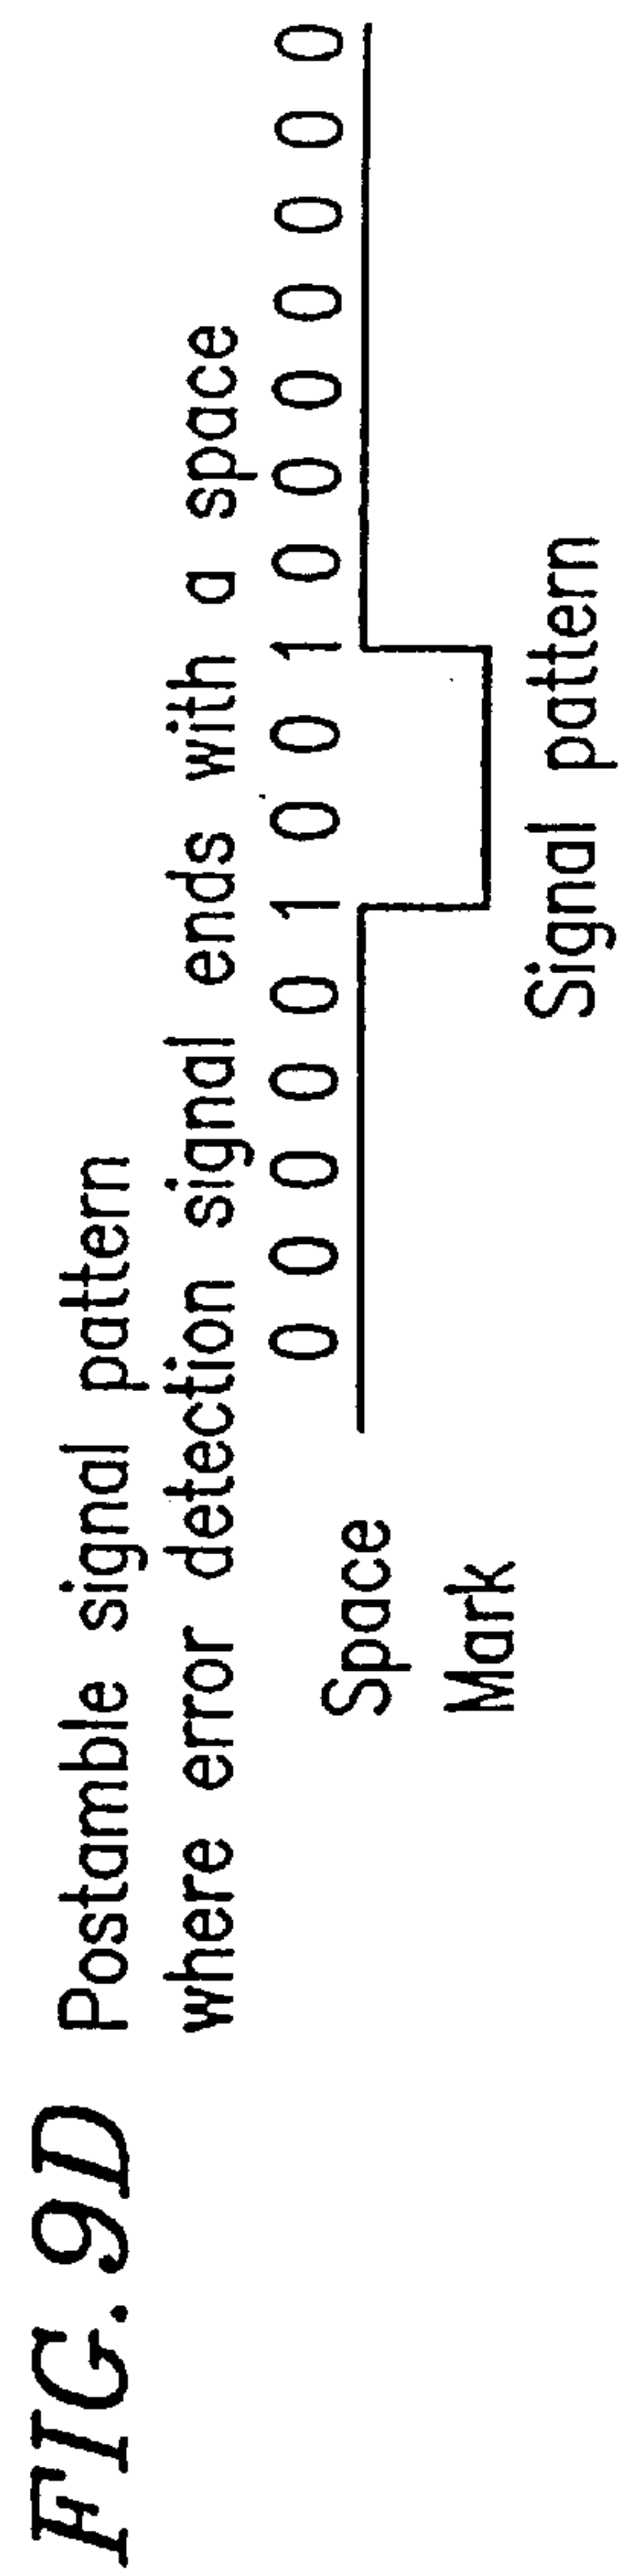 FIG. 9D Postamble signal pattern
where error detection signal ends with a space
0 0 0 0 0 1 0 0 1 0 0 0 0 0 0 0
Space
Mark
Signal pattern